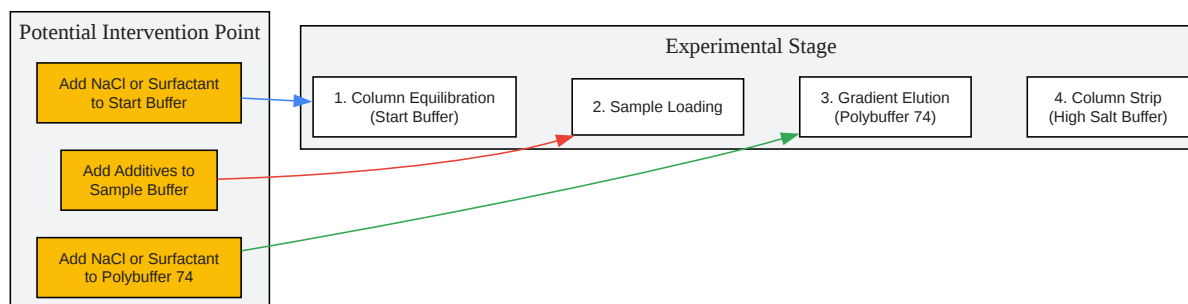 Potential Intervention Point
Add NaCl or Surfactant
to Start Buffer
Add Additives to
Sample Buffer
Add NaCl or Surfactant
to Polybuffer 74
Experimental Stage
1. Column Equilibration
(Start Buffer)
2. Sample Loading
3. Gradient Elution
(Polybuffer 74)
4. Column Strip
(High Salt Buffer)